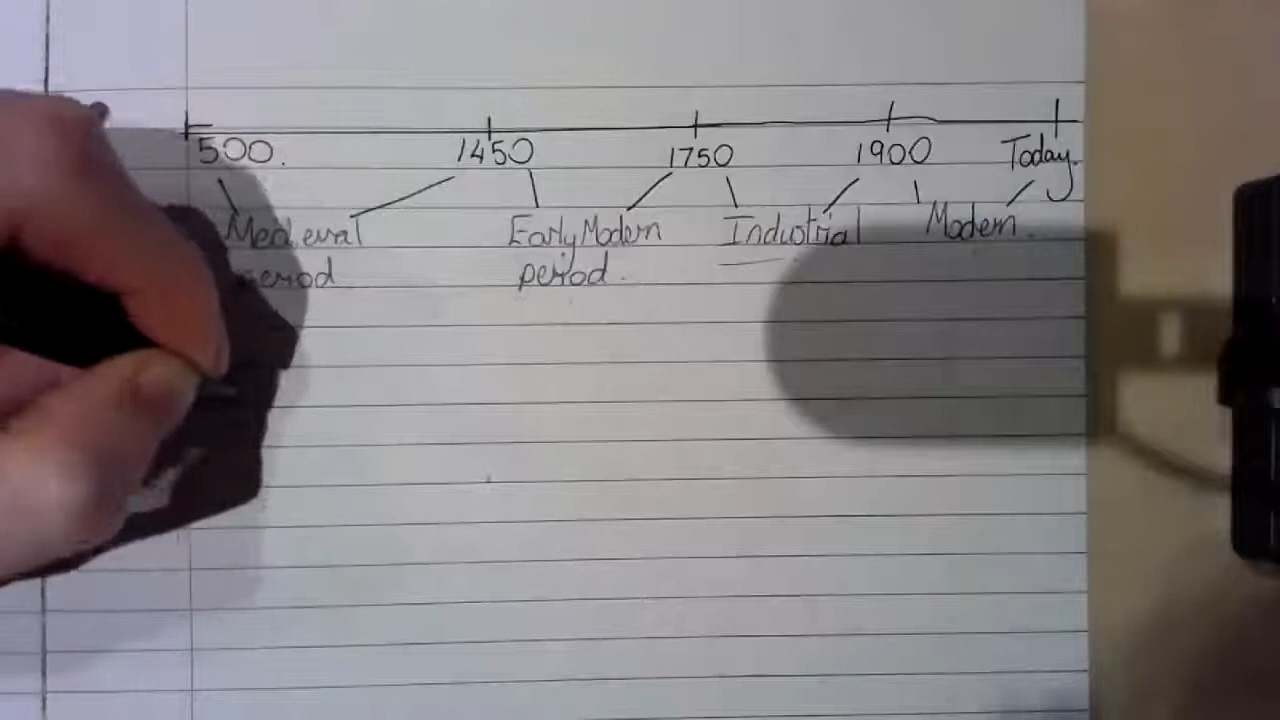 500. 1450 1750 1900 Today.
Medieval Early Modern Industrial Modern.
period period.